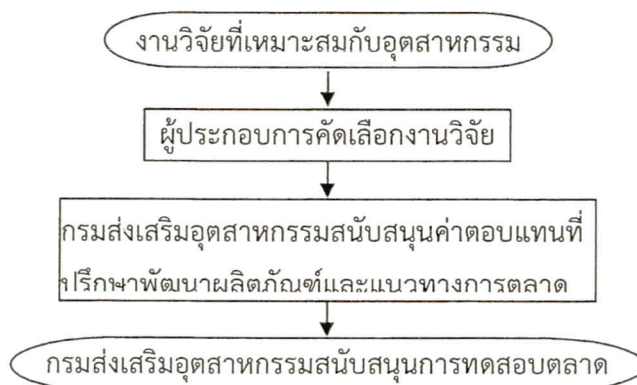 งานวิจัยที่เหมาะสมกับอุตสาหกรรม
ผู้ประกอบการคัดเลือกงานวิจัย
กรมส่งเสริมอุตสาหกรรมสนับสนุนค่าตอบแทนที่
ปรึกษาพัฒนาผลิตภัณฑ์และแนวทางการตลาด
กรมส่งเสริมอุตสาหกรรมสนับสนุนการทดสอบตลาด